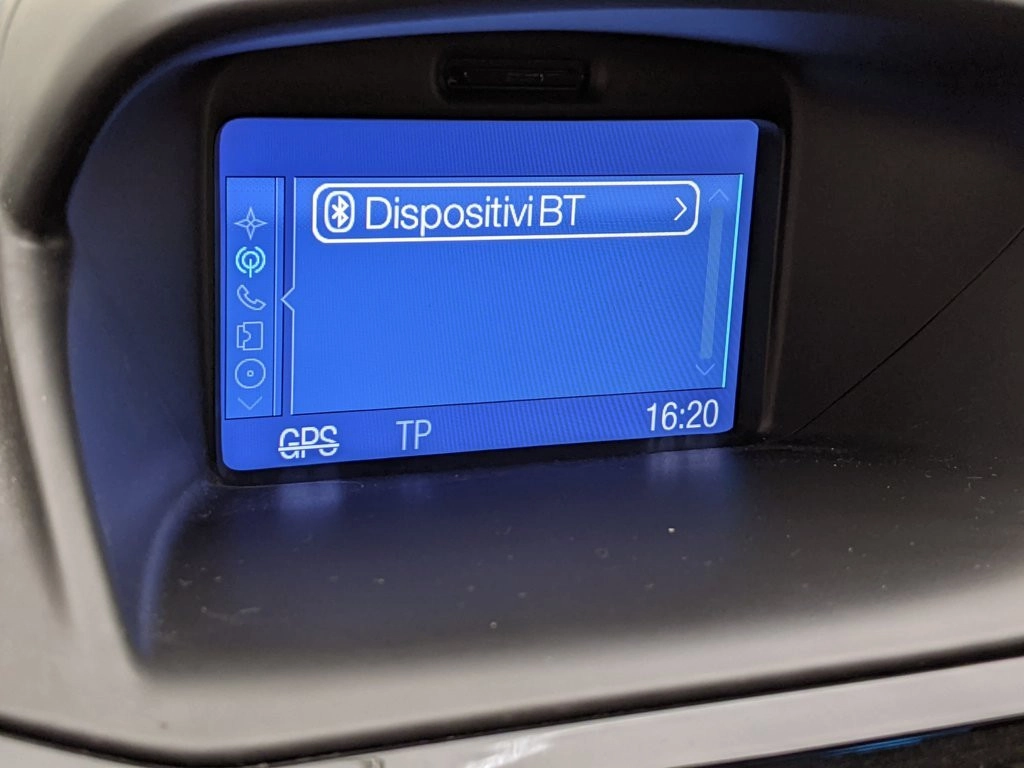 Dispositivi BT
GPS TP 16:20